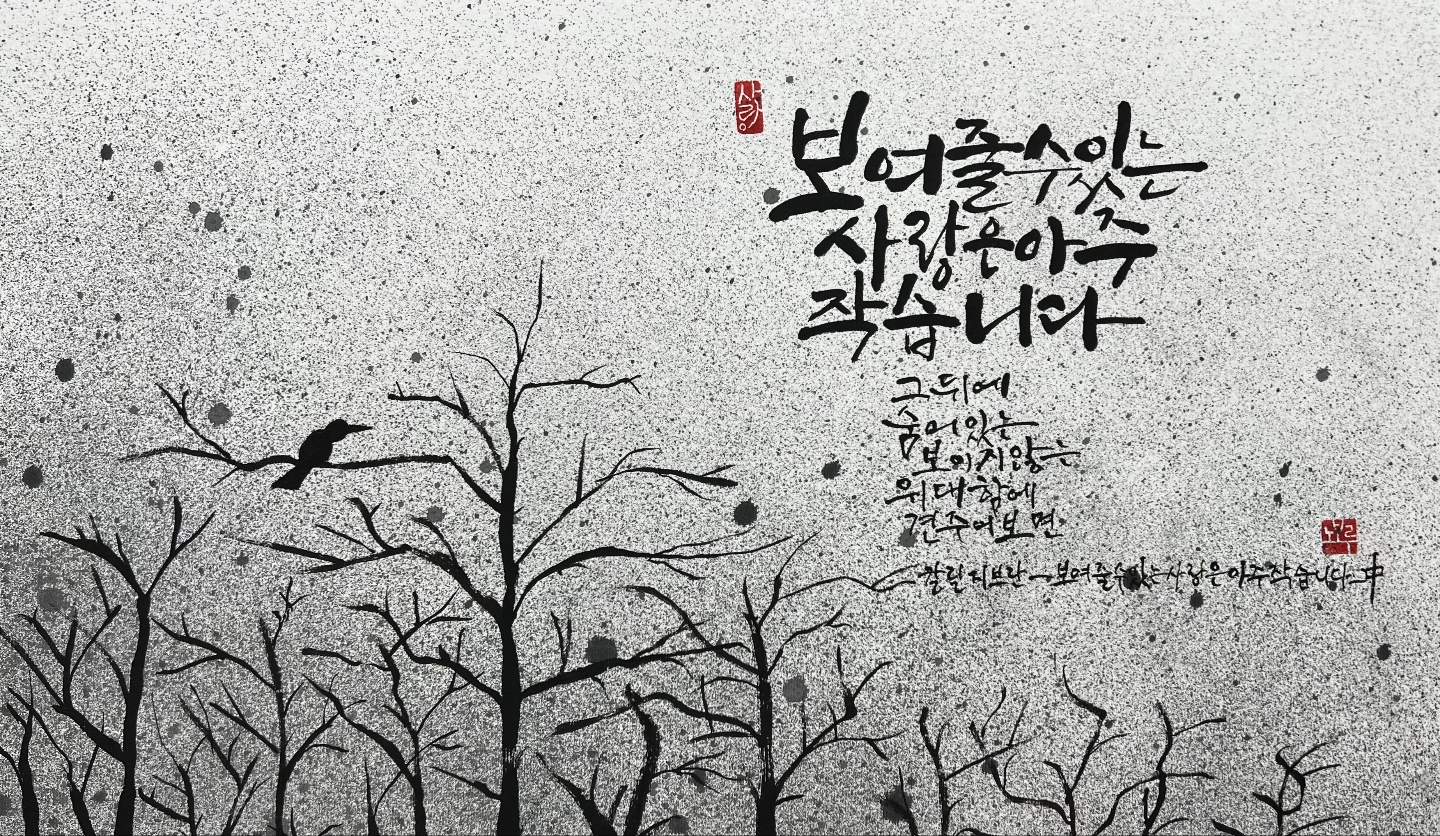 사랑
보여줄수있는
사랑은아주
작습니다
그뒤에
숨어있는
보이지않는
위대함에
견주어보면
칼릴지브란 - 보여줄수있는사랑은아주작습니다 中